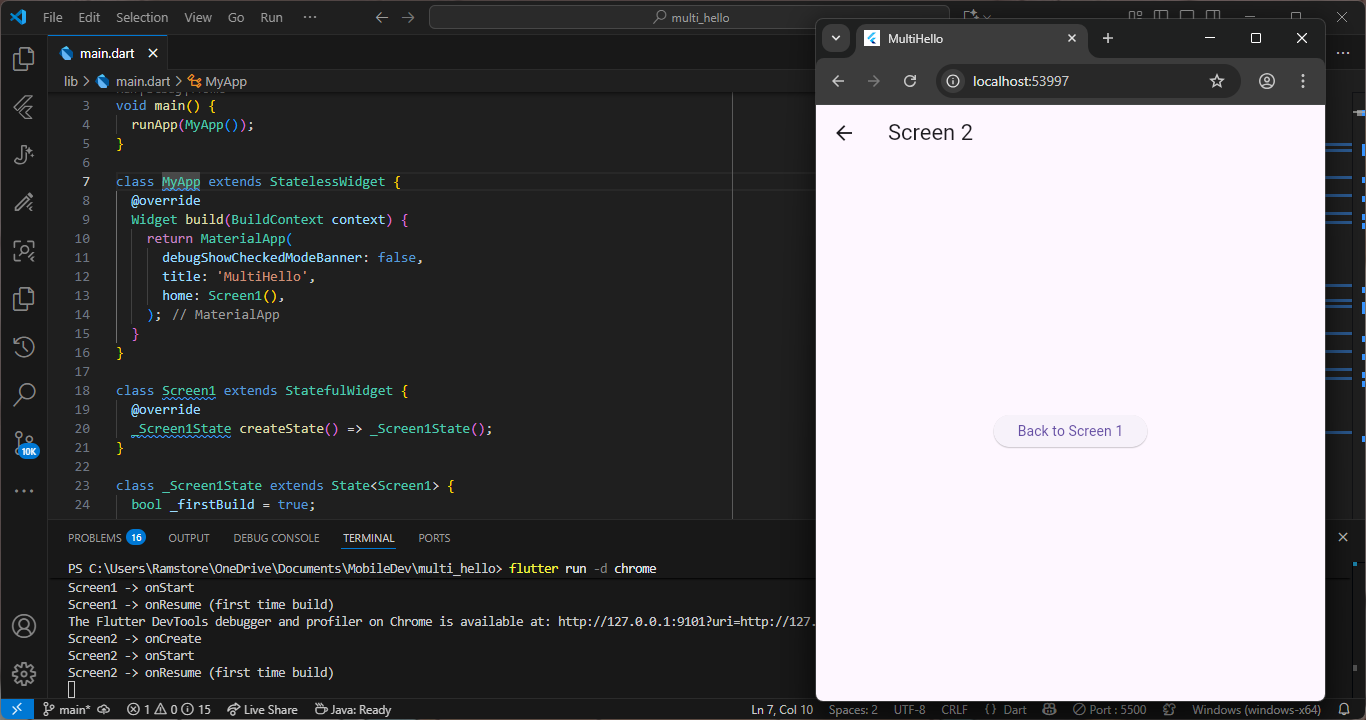 File Edit Selection View Go Run ···
multi_hello
main.dart
lib > main.dart > MyApp
3 void main() {
4 runApp(MyApp());
5 }
6
7 class MyApp extends StatelessWidget {
8 @override
9 Widget build(BuildContext context) {
10 return MaterialApp(
11 debugShowCheckedModeBanner: false,
12 title: 'MultiHello',
13 home: Screen1(),
14 ); // MaterialApp
15 }
16 }
17
18 class Screen1 extends StatefulWidget {
19 @override
20 _Screen1State createState() => _Screen1State();
21 }
22
23 class _Screen1State extends State<Screen1> {
24 bool _firstBuild = true;
10K
PROBLEMS 16 OUTPUT DEBUG CONSOLE TERMINAL PORTS
PS C:\Users\Ramstore\OneDrive\Documents\MobileDev\multi_hello> flutter run -d chrome
Screen1 -> onStart
Screen1 -> onResume (first time build)
The Flutter DevTools debugger and profiler on Chrome is available at: http://127.0.0.1:9101?uri=http://127.
Screen2 -> onCreate
Screen2 -> onStart
Screen2 -> onResume (first time build)
main* 1 0 15 Live Share Java: Ready Ln 7, Col 10 Spaces: 2 UTF-8 CRLF {} Dart Port : 5500 Windows (windows-x64)
MultiHello
localhost:53997
Screen 2
Back to Screen 1